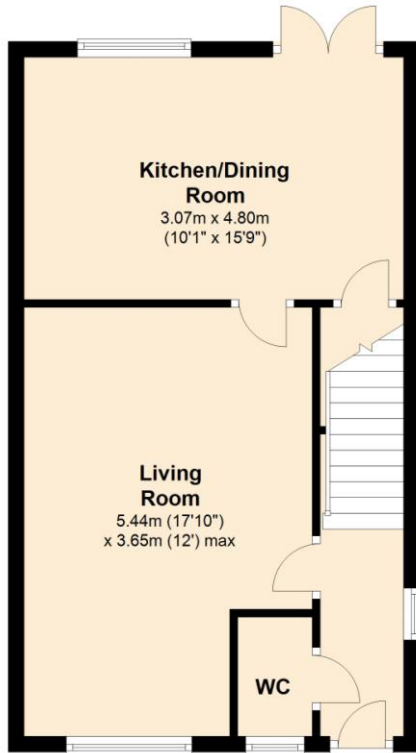 Kitchen/Dining
Room
3.07m x 4.80m
(10'1" x 15'9")
Living
Room
5.44m (17'10")
x 3.65m (12') max
WC